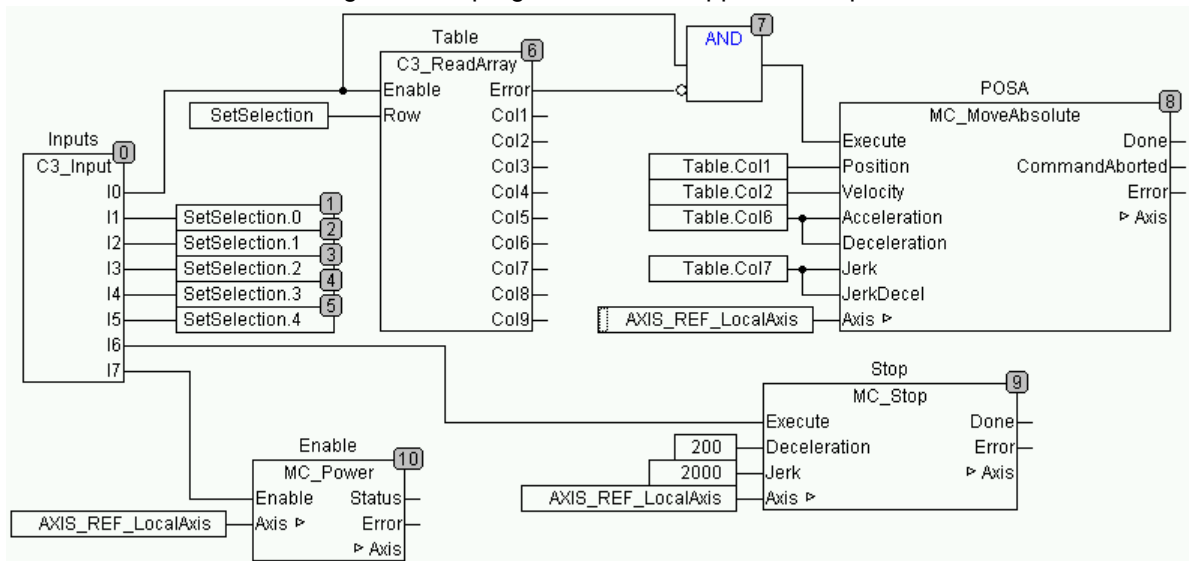 Table
6
C3_ReadArray
Enable Error
SetSelection Row Col1
Col2
Col3
Col4
Col5
Col6
Col7
Col8
Col9
7
AND
POSA
8
MC_MoveAbsolute
Execute Done
Table.Col1 Position CommandAborted
Table.Col2 Velocity Error
Table.Col6 Acceleration ▷ Axis
Deceleration
Table.Col7 Jerk
JerkDecel
AXIS_REF_LocalAxis Axis ▷
Inputs
0
C3_Input
I0
I1 SetSelection.0 1
I2 SetSelection.1 2
I3 SetSelection.2 3
I4 SetSelection.3 4
I5 SetSelection.4 5
I6
I7
Stop
9
MC_Stop
Execute Done
200 Deceleration Error
2000 Jerk ▷ Axis
AXIS_REF_LocalAxis Axis ▷
Enable
10
MC_Power
Enable Status
AXIS_REF_LocalAxis Axis ▷ Error
▷ Axis